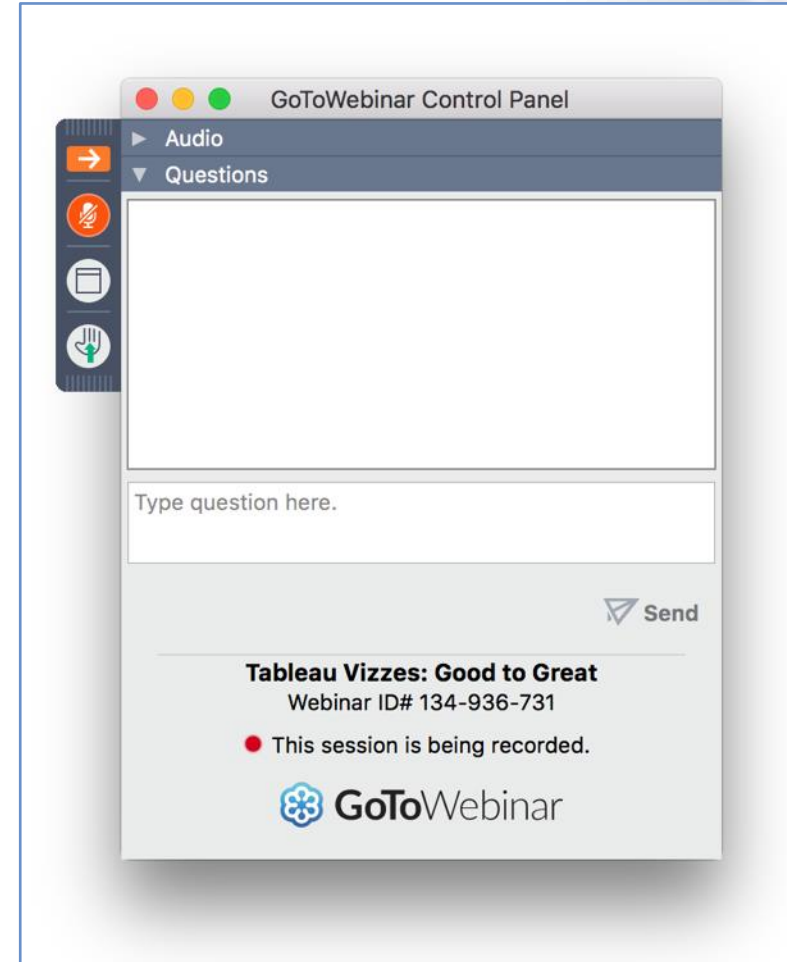 GoToWebinar Control Panel
Audio
Questions
Type question here.
Send
Tableau Vizzes: Good to Great
Webinar ID# 134-936-731
This session is being recorded.
GoToWebinar